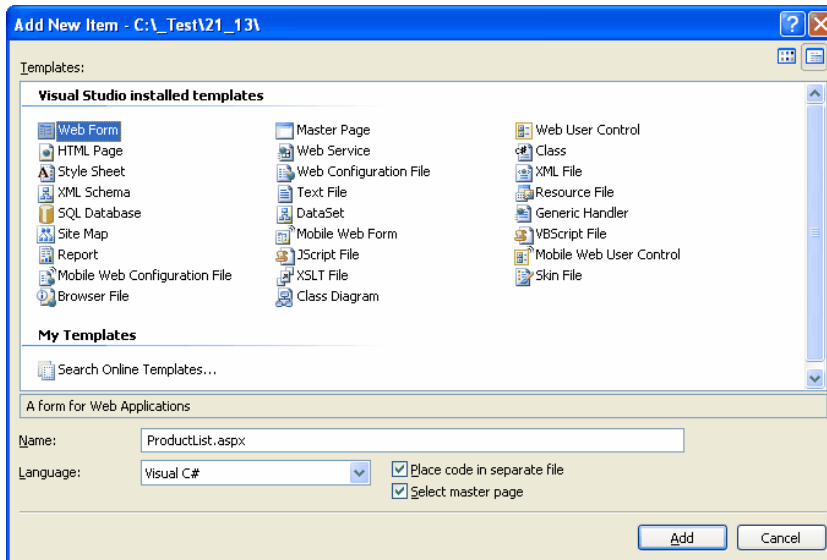 Add New Item - C:\_Test\21_13\
Templates:
Visual Studio installed templates
Web Form Master Page Web User Control
HTML Page Web Service Class
Style Sheet Web Configuration File XML File
XML Schema Text File Resource File
SQL Database DataSet Generic Handler
Site Map Mobile Web Form VBScript File
Report JScript File Mobile Web User Control
Mobile Web Configuration File XSLT File Skin File
Browser File Class Diagram
My Templates
Search Online Templates...
A form for Web Applications
Name: ProductList.aspx
Language: Visual C# Place code in separate file
Select master page
Add Cancel